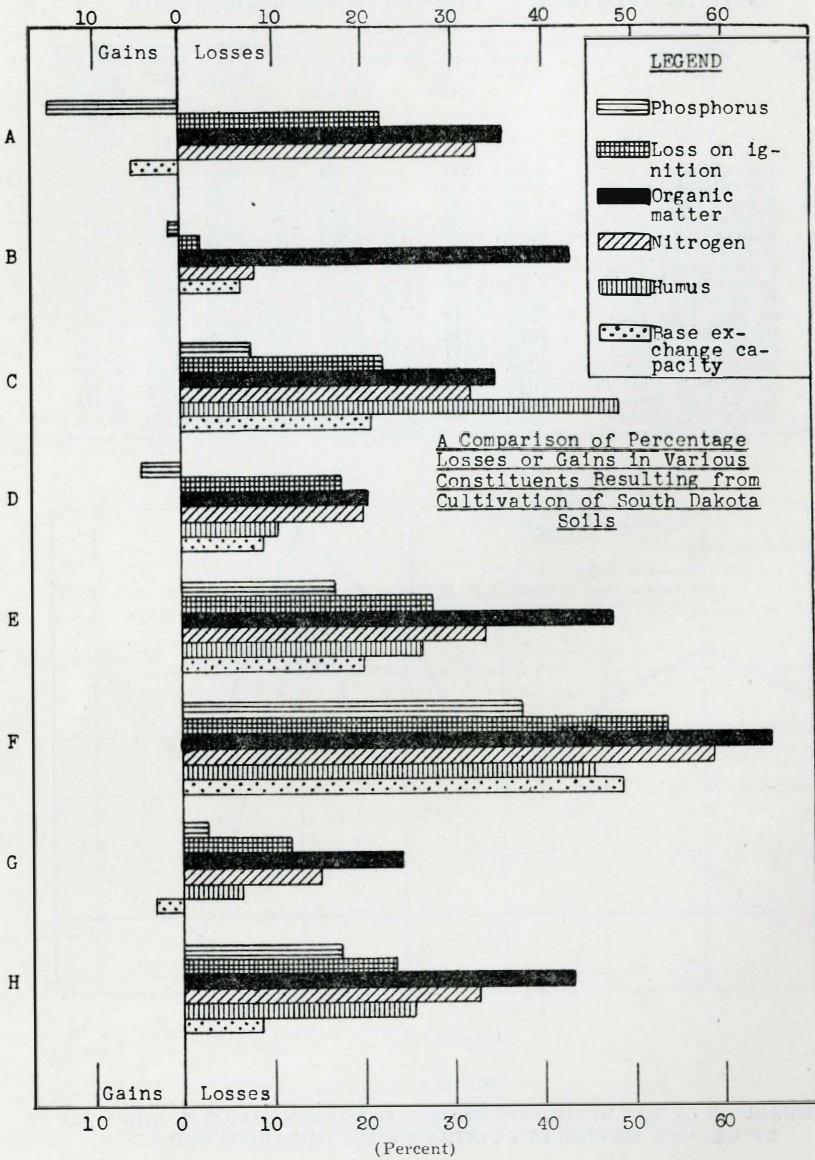 10 0 10 20 30 40 50 60
Gains Losses
LEGEND
Phosphorus
Loss on ig-
nition
Organic
matter
Nitrogen
Humus
Base ex-
change ca-
pacity
A
B
C
D
E
F
G
H
A Comparison of Percentage
Losses or Gains in Various
Constituents Resulting from
Cultivation of South Dakota
Soils
Gains Losses
10 0 10 20 30 40 50 60
(Percent)